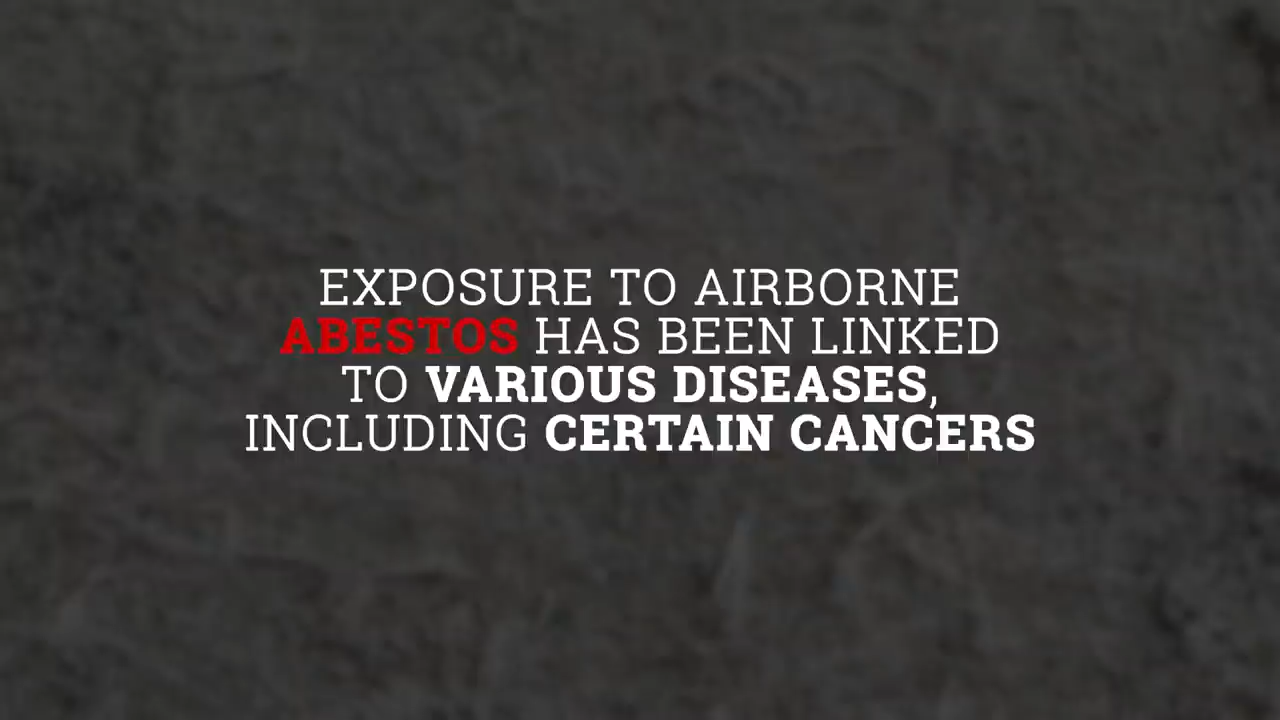 EXPOSURE TO AIRBORNE
ABESTOS HAS BEEN LINKED
TO VARIOUS DISEASES,
INCLUDING CERTAIN CANCERS